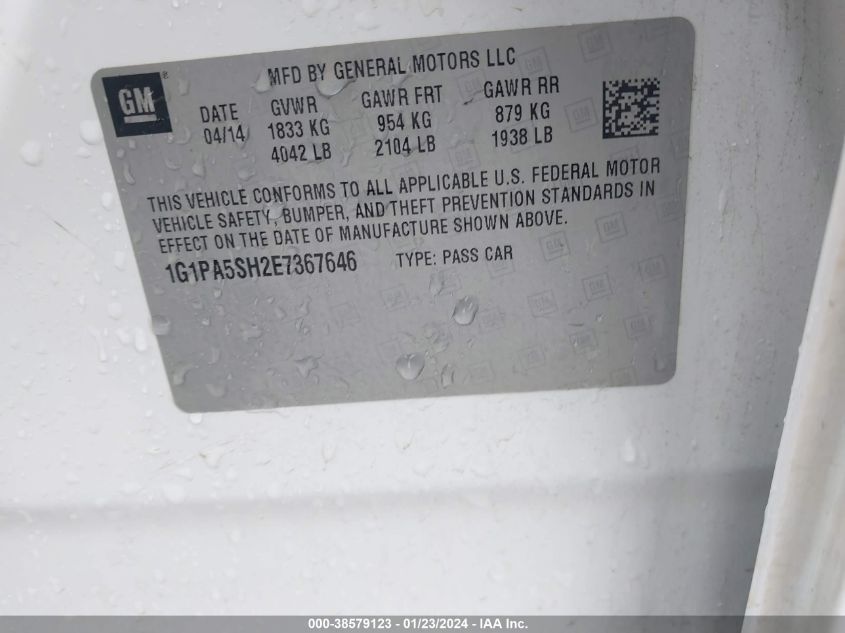 MFD BY GENERAL MOTORS LLC
GM ®
DATE GVWR GAWR FRT GAWR RR
04/14 1833 KG 954 KG 879 KG
4042 LB 2104 LB 1938 LB
THIS VEHICLE CONFORMS TO ALL APPLICABLE U.S. FEDERAL MOTOR
VEHICLE SAFETY, BUMPER, AND THEFT PREVENTION STANDARDS IN
EFFECT ON THE DATE OF MANUFACTURE SHOWN ABOVE.
1G1PA5SH2E7367646 TYPE: PASS CAR
000-38579123 - 01/23/2024 - IAA Inc.